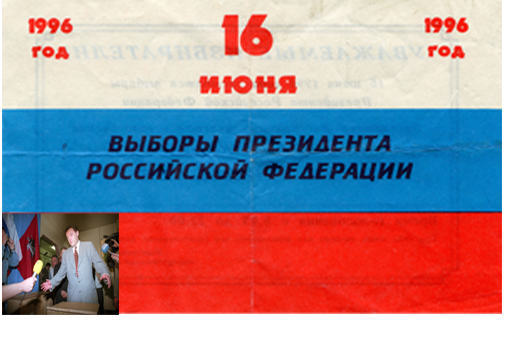 1996
год
16
июня
1996
год
ВЫБОРЫ ПРЕЗИДЕНТА
РОССИЙСКОЙ ФЕДЕРАЦИИ